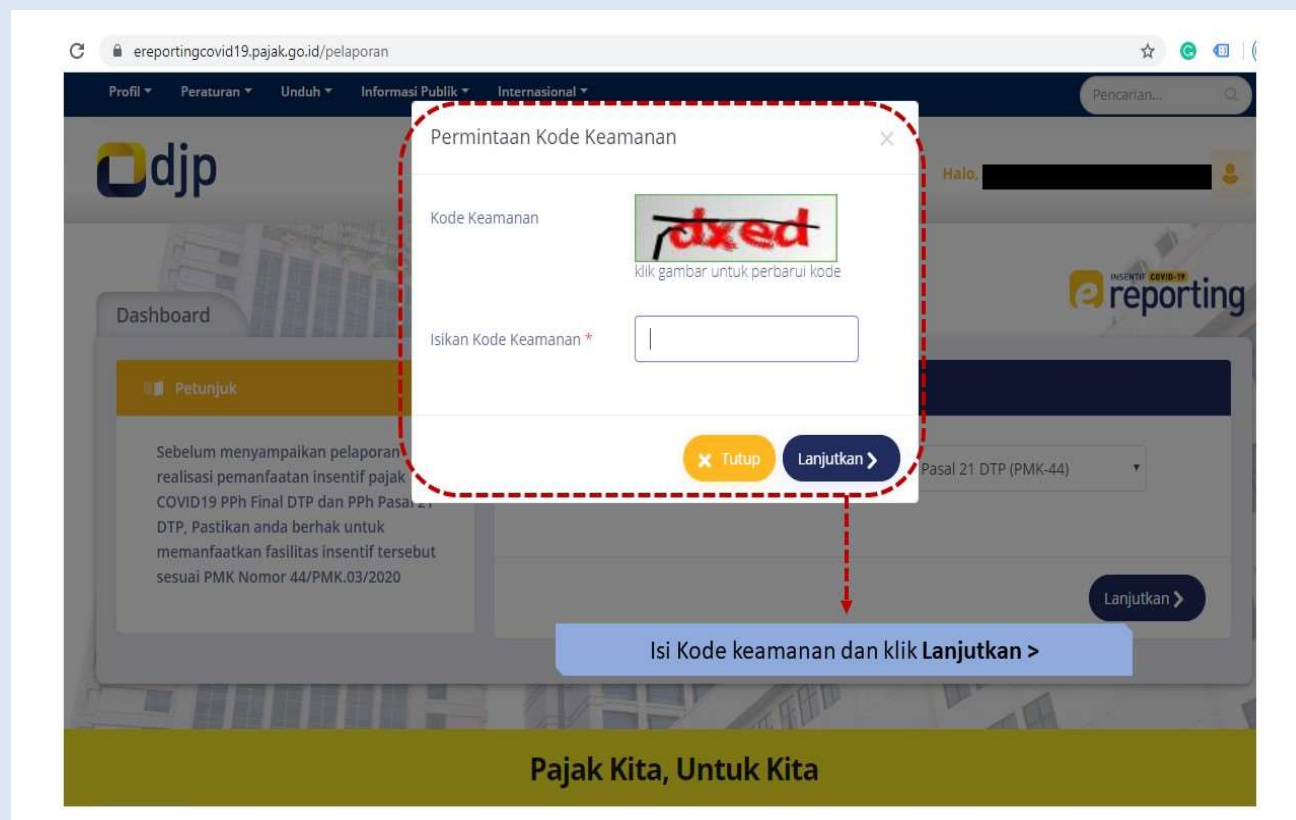 ereportingcovid19.pajak.go.id/pelaporan
Profil Peraturan Unduh Informasi Publik Internasional Pencarian...
djp
Halo,
Permintaan Kode Keamanan
Kode Keamanan
dxed
klik gambar untuk perbarui kode
Isikan Kode Keamanan *
Tutup Lanjutkan >
INSENTIF COVID-19
e reporting
Dashboard
Petunjuk
Sebelum menyampaikan pelaporan
realisasi pemanfaatan insentif pajak
COVID19 PPh Final DTP dan PPh Pasal 21
DTP, Pastikan anda berhak untuk
memanfaatkan fasilitas insentif tersebut
sesuai PMK Nomor 44/PMK.03/2020
Pasal 21 DTP (PMK-44)
Lanjutkan >
Isi Kode keamanan dan klik Lanjutkan >
Pajak Kita, Untuk Kita